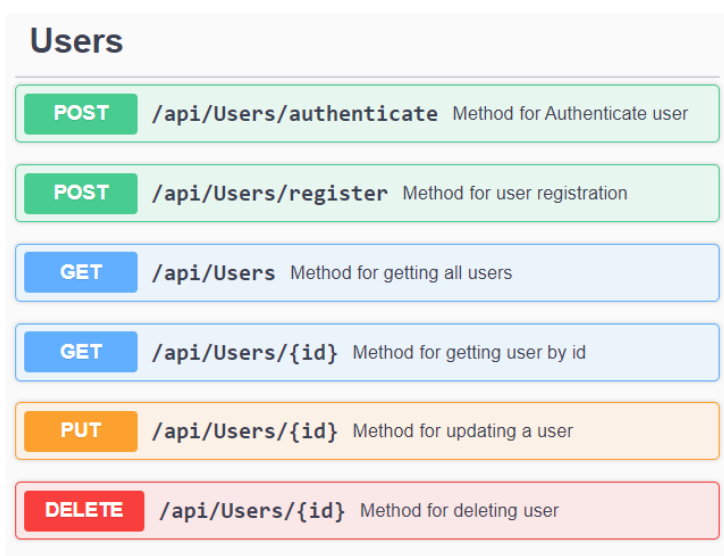 Users
POST /api/Users/authenticate Method for Authenticate user
POST /api/Users/register Method for user registration
GET /api/Users Method for getting all users
GET /api/Users/{id} Method for getting user by id
PUT /api/Users/{id} Method for updating a user
DELETE /api/Users/{id} Method for deleting user